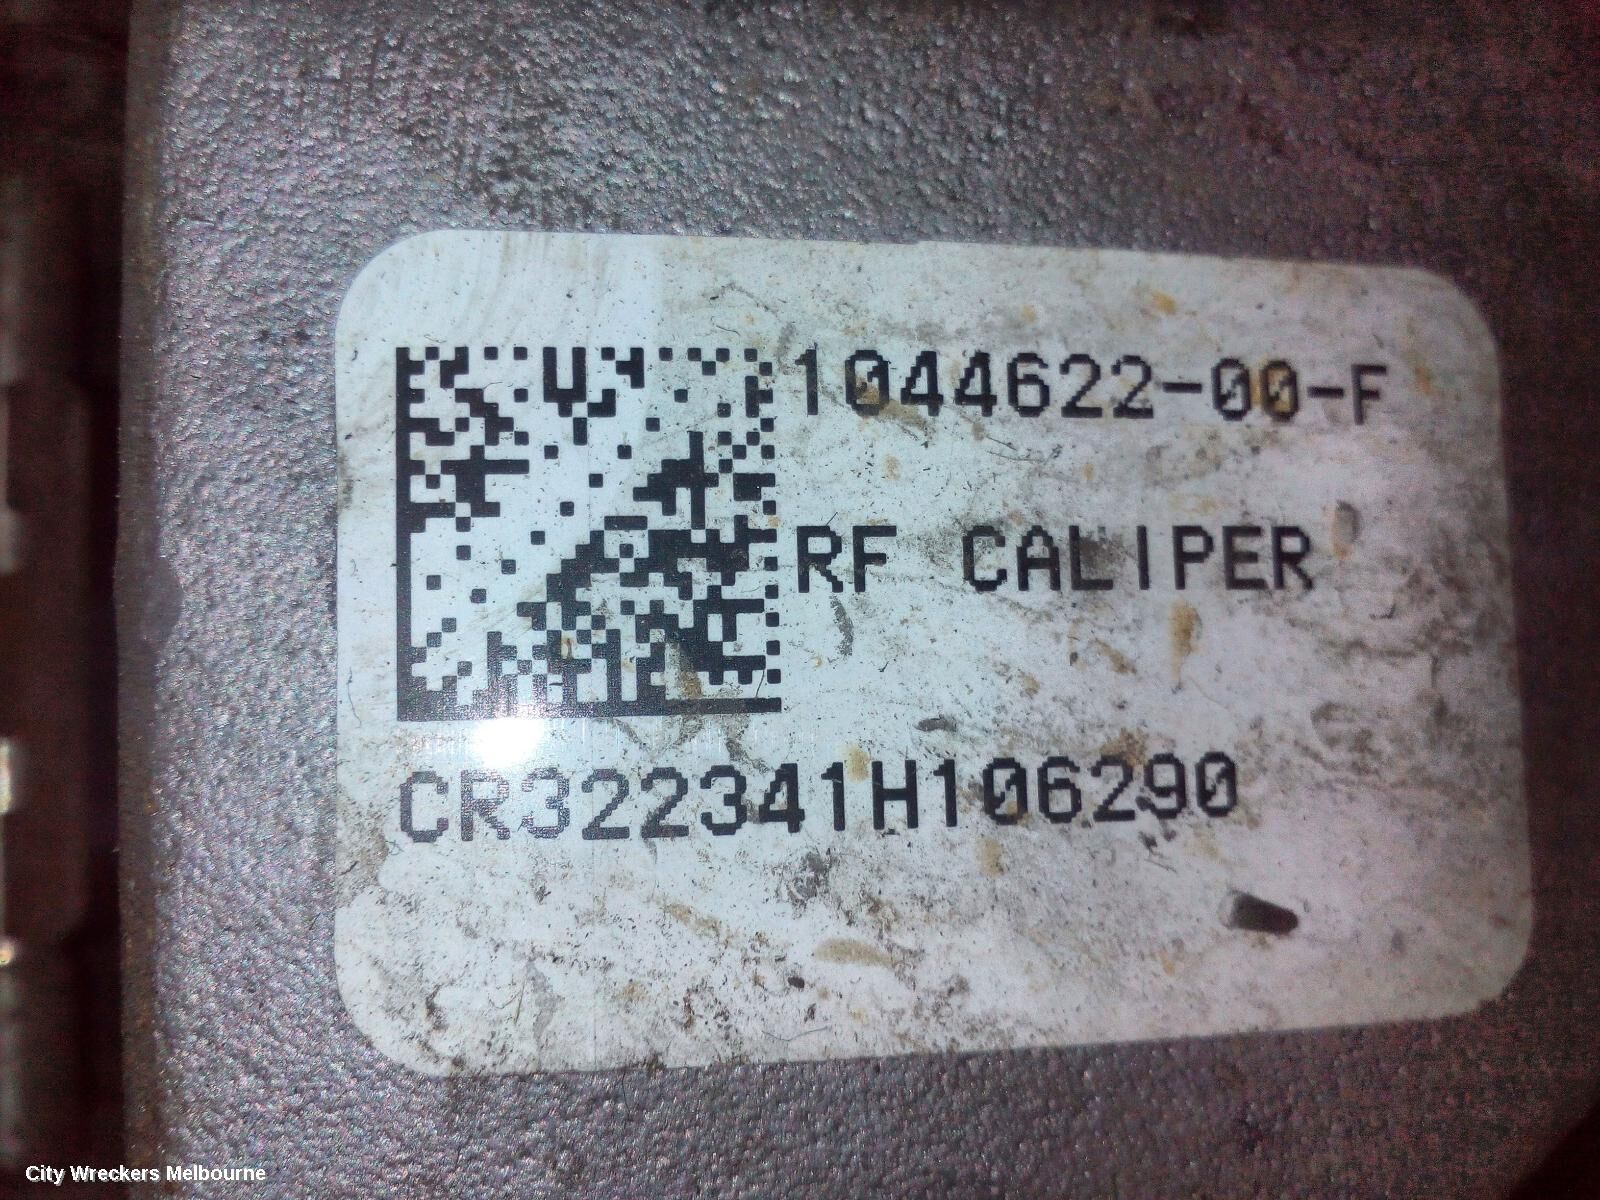 1044622-00-F
RF CALIPER
CR322341H106290
City Wreckers Melbourne